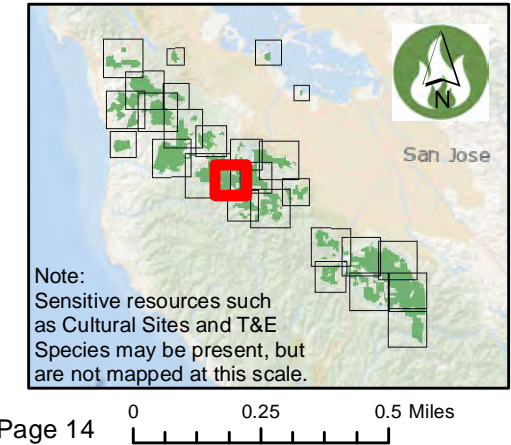 N
San Jose
Note:
Sensitive resources such
as Cultural Sites and T&E
Species may be present, but
are not mapped at this scale.
Page 14
0 0.25 0.5 Miles